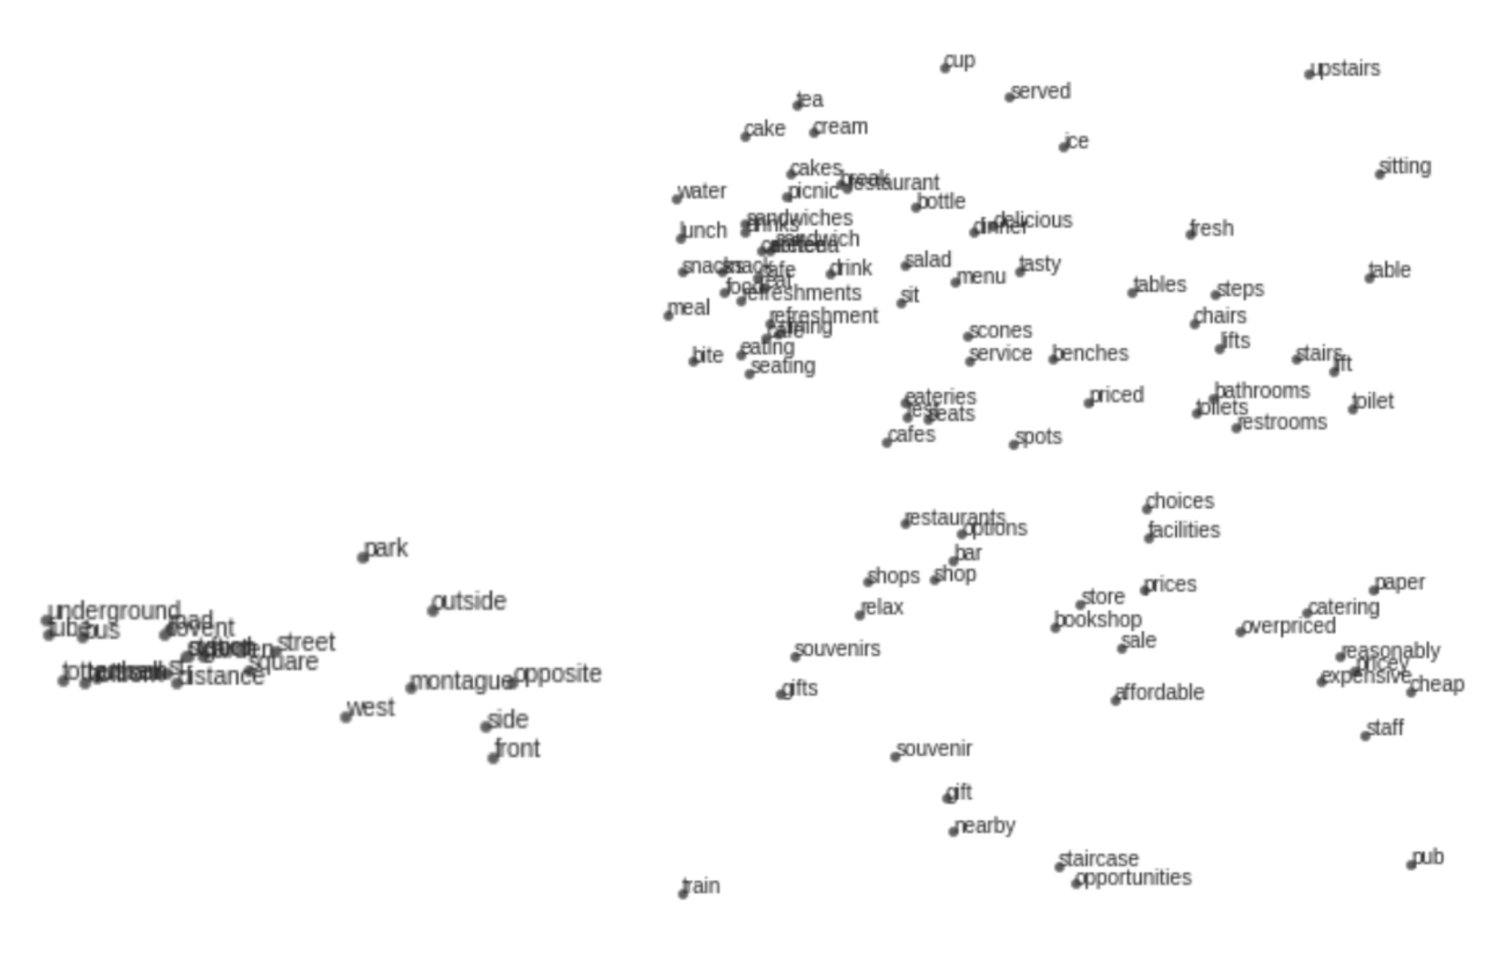 cup
upstairs
served
tea
cake
cream
ice
cakes
sitting
break
restaurant
water
picnic
bottle
sandwiches
drinks
delicious
dinner
lunch
fresh
sandwich
snacks
snack
cafe
drink
salad
menu
tasty
table
food
eat
refreshments
sit
tables
steps
meal
refreshment
chairs
scones
lifts
bite
eating
seating
service
benches
stairs
lift
eateries
rest
seats
priced
bathrooms
toilets
toilet
restrooms
cafes
spots
choices
restaurants
options
facilities
park
bar
shops
shop
prices
paper
outside
underground
store
catering
relax
tube
bus
road
covent
bookshop
overpriced
street
sale
souvenirs
reasonably
square
pricey
distance
montague
opposite
expensive
cheap
gifts
affordable
west
side
front
staff
souvenir
gift
nearby
staircase
pub
opportunities
train